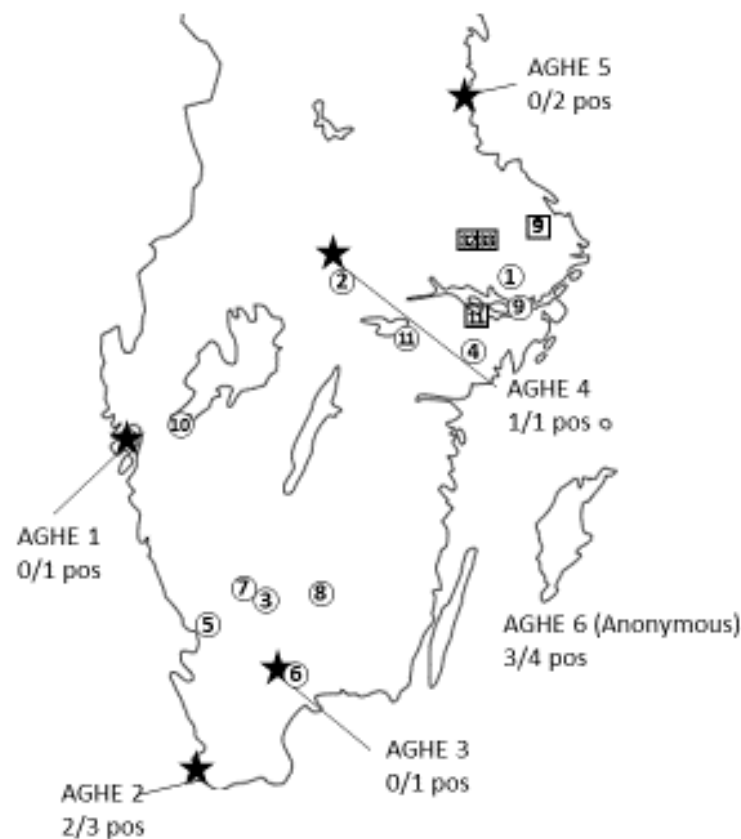 AGHE 5
0/2 pos
9
1
2
9
11
11
4
AGHE 4
1/1 pos
10
AGHE 1
0/1 pos
7
3
8
5
AGHE 6 (Anonymous)
3/4 pos
6
AGHE 3
0/1 pos
AGHE 2
2/3 pos